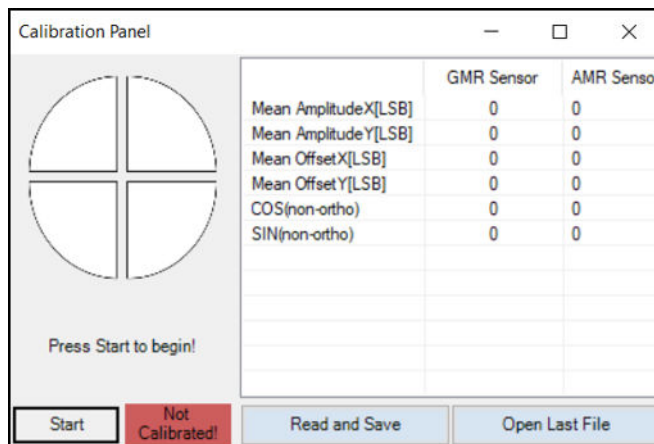 Calibration Panel
GMR Sensor AMR Senso
Mean AmplitudeX[LSB] 0 0
Mean AmplitudeY[LSB] 0 0
Mean OffsetX[LSB] 0 0
Mean OffsetY[LSB] 0 0
COS(non-ortho) 0 0
SIN(non-ortho) 0 0
Press Start to begin!
Start
Not
Calibrated!
Read and Save
Open Last File